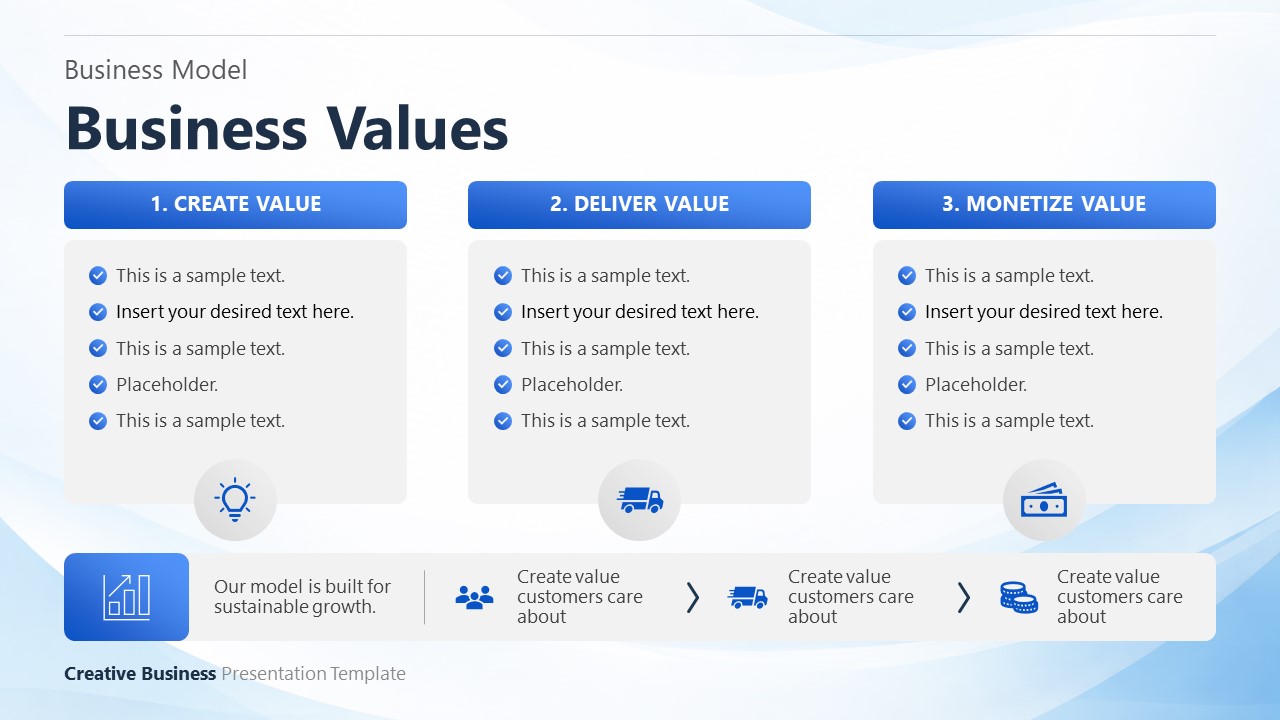 Business Model
Business Values
1. CREATE VALUE
This is a sample text.
Insert your desired text here.
This is a sample text.
Placeholder.
This is a sample text.
2. DELIVER VALUE
This is a sample text.
Insert your desired text here.
This is a sample text.
Placeholder.
This is a sample text.
3. MONETIZE VALUE
This is a sample text.
Insert your desired text here.
This is a sample text.
Placeholder.
This is a sample text.
Our model is built for
sustainable growth.
Create value
customers care
about
Create value
customers care
about
Create value
customers care
about
Creative Business Presentation Template